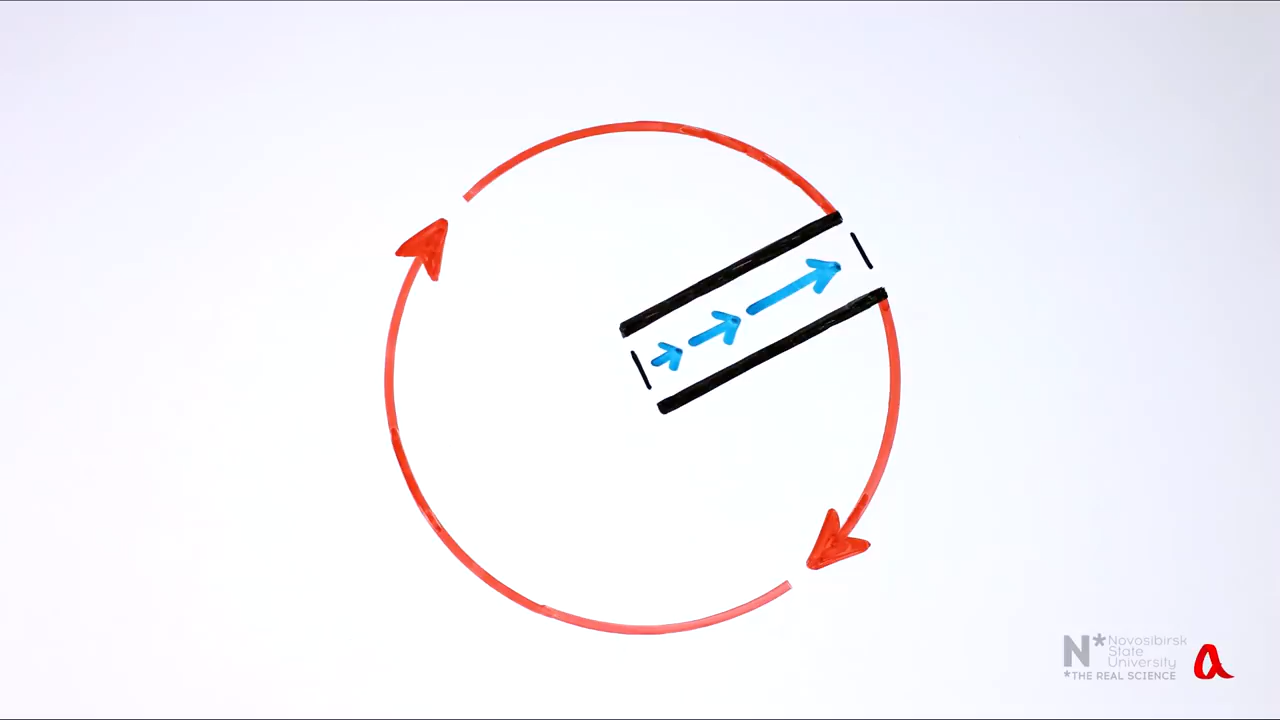 N*
Novosibirsk
State
University
*THE REAL SCIENCE
a